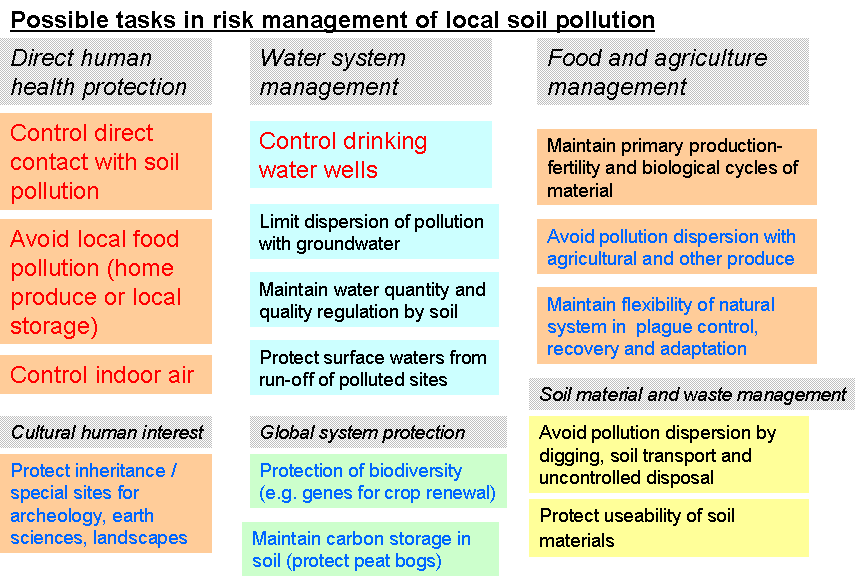 Possible tasks in risk management of local soil pollution
Direct human
health protection
Control direct
contact with soil
pollution
Avoid local food
pollution (home
produce or local
storage)
Control indoor air
Cultural human interest
Protect inheritance /
special sites for
archeology, earth
sciences, landscapes
Water system
management
Control drinking
water wells
Limit dispersion of pollution
with groundwater
Maintain water quantity and
quality regulation by soil
Protect surface waters from
run-off of polluted sites
Global system protection
Protection of biodiversity
(e.g. genes for crop renewal)
Maintain carbon storage in
soil (protect peat bogs)
Food and agriculture
management
Maintain primary production-
fertility and biological cycles of
material
Avoid pollution dispersion with
agricultural and other produce
Maintain flexibility of natural
system in plague control,
recovery and adaptation
Soil material and waste management
Avoid pollution dispersion by
digging, soil transport and
uncontrolled disposal
Protect useability of soil
materials